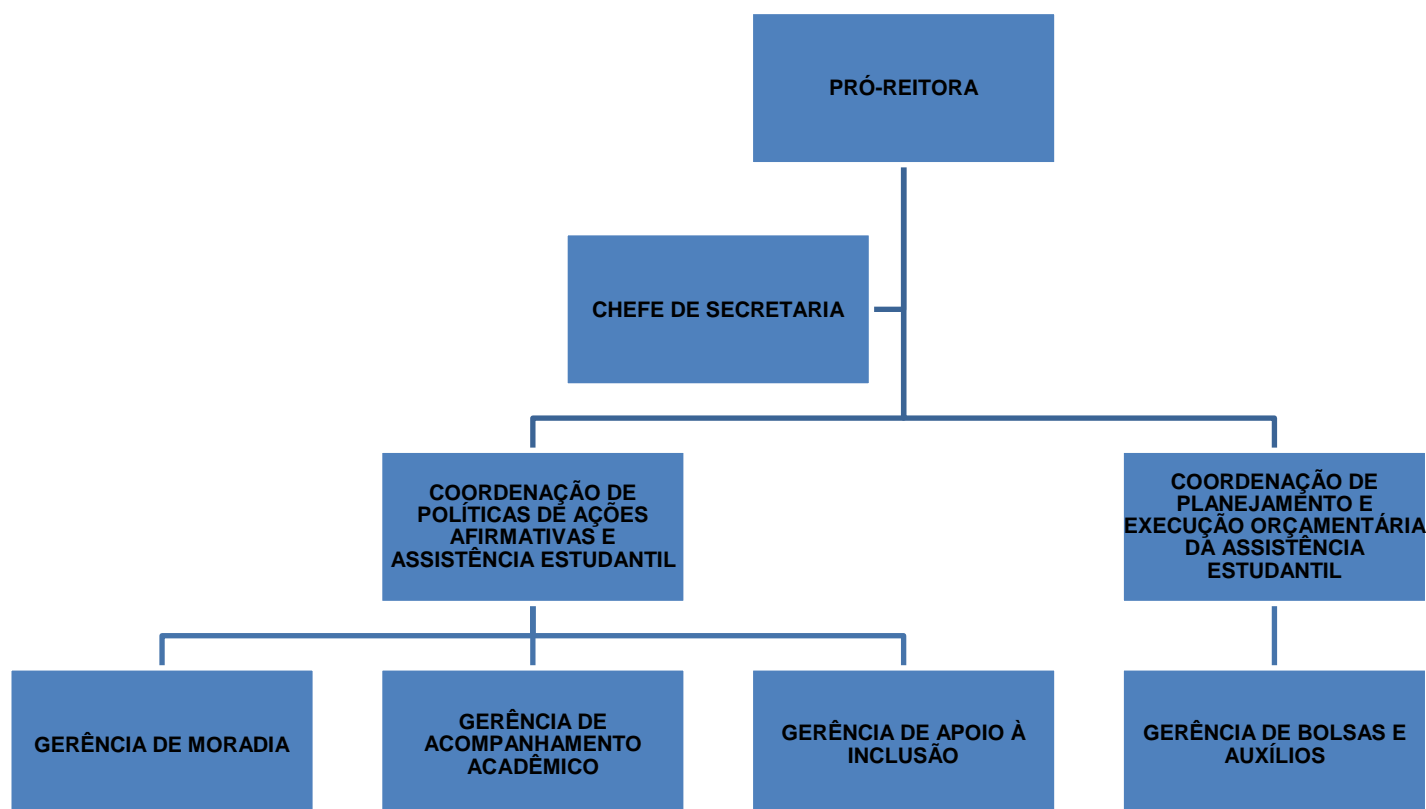 PRÓ-REITORA
CHEFE DE SECRETARIA
COORDENAÇÃO DE
POLÍTICAS DE AÇÕES
AFIRMATIVAS E
ASSISTÊNCIA ESTUDANTIL
COORDENAÇÃO DE
PLANEJAMENTO E
EXECUÇÃO ORÇAMENTÁRIA
DA ASSISTÊNCIA
ESTUDANTIL
GERÊNCIA DE MORADIA
GERÊNCIA DE
ACOMPANHAMENTO
ACADÊMICO
GERÊNCIA DE APOIO À
INCLUSÃO
GERÊNCIA DE BOLSAS E
AUXÍLIOS